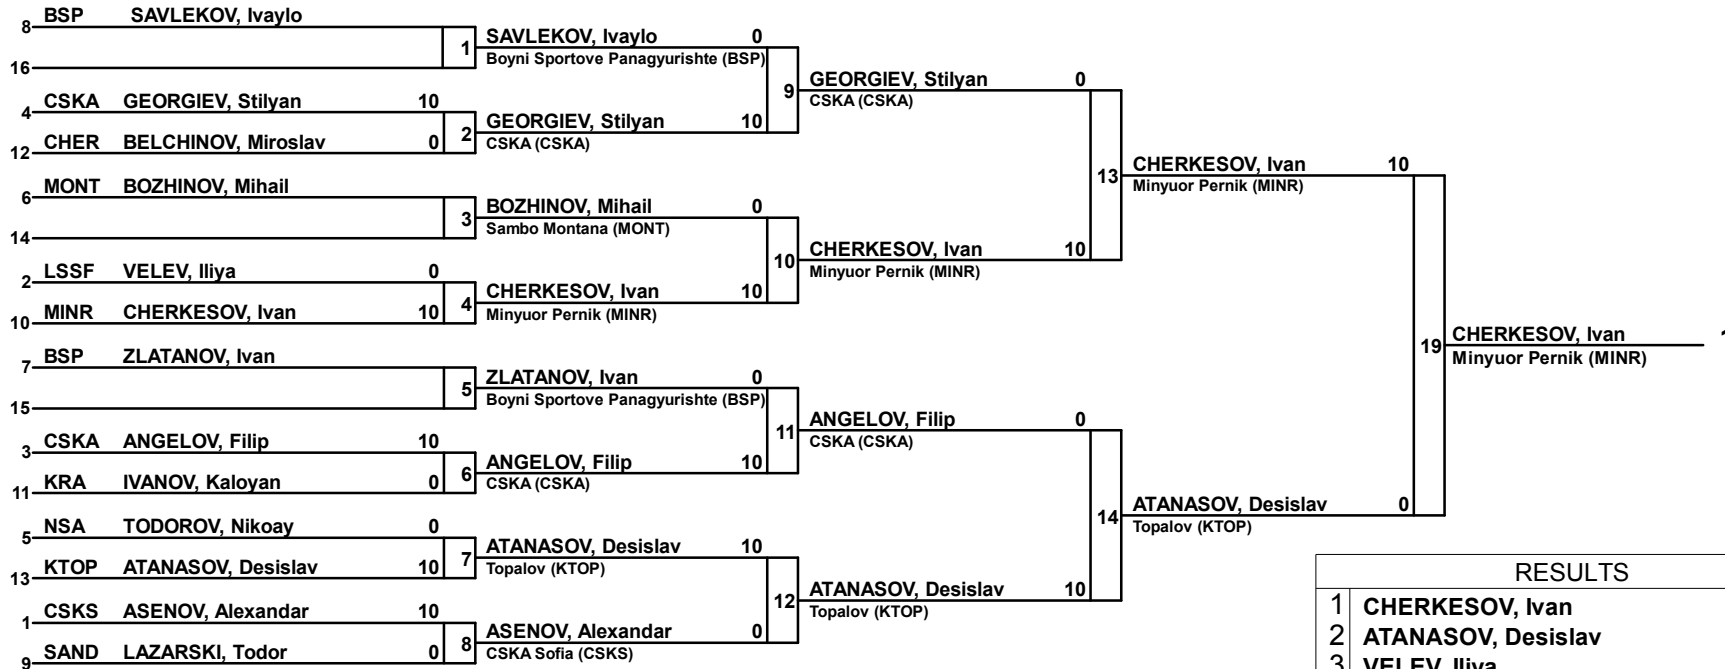 8 BSP SAVLEKOV, Ivaylo
16
1 SAVLEKOV, Ivaylo 0
Boyni Sportove Panagyurishte (BSP)
4 CSKA GEORGIEV, Stilyan 10
12 CHER BELCHINOV, Miroslav 0
2 GEORGIEV, Stilyan 10
CSKA (CSKA)
9 GEORGIEV, Stilyan 0
CSKA (CSKA)
6 MONT BOZHINOV, Mihail
14
3 BOZHINOV, Mihail 0
Sambo Montana (MONT)
2 LSSF VELEV, Iliya 0
10 MINR CHERKESOV, Ivan 10
4 CHERKESOV, Ivan 10
Minyuor Pernik (MINR)
10 CHERKESOV, Ivan 10
Minyuor Pernik (MINR)
13 CHERKESOV, Ivan 10
Minyuor Pernik (MINR)
7 BSP ZLATANOV, Ivan
15
5 ZLATANOV, Ivan 0
Boyni Sportove Panagyurishte (BSP)
3 CSKA ANGELOV, Filip 10
11 KRA IVANOV, Kaloyan 0
6 ANGELOV, Filip 10
CSKA (CSKA)
11 ANGELOV, Filip 0
CSKA (CSKA)
5 NSA TODOROV, Nikoay 0
13 KTOP ATANASOV, Desislav 10
7 ATANASOV, Desislav 10
Topalov (KTOP)
1 CSKS ASENOV, Alexandar 10
9 SAND LAZARSKI, Todor 0
8 ASENOV, Alexandar 0
CSKA Sofia (CSKS)
12 ATANASOV, Desislav 10
Topalov (KTOP)
14 ATANASOV, Desislav 0
Topalov (KTOP)
19 CHERKESOV, Ivan
Minyuor Pernik (MINR)
RESULTS
1 CHERKESOV, Ivan
2 ATANASOV, Desislav
3 VELEV, Iliya